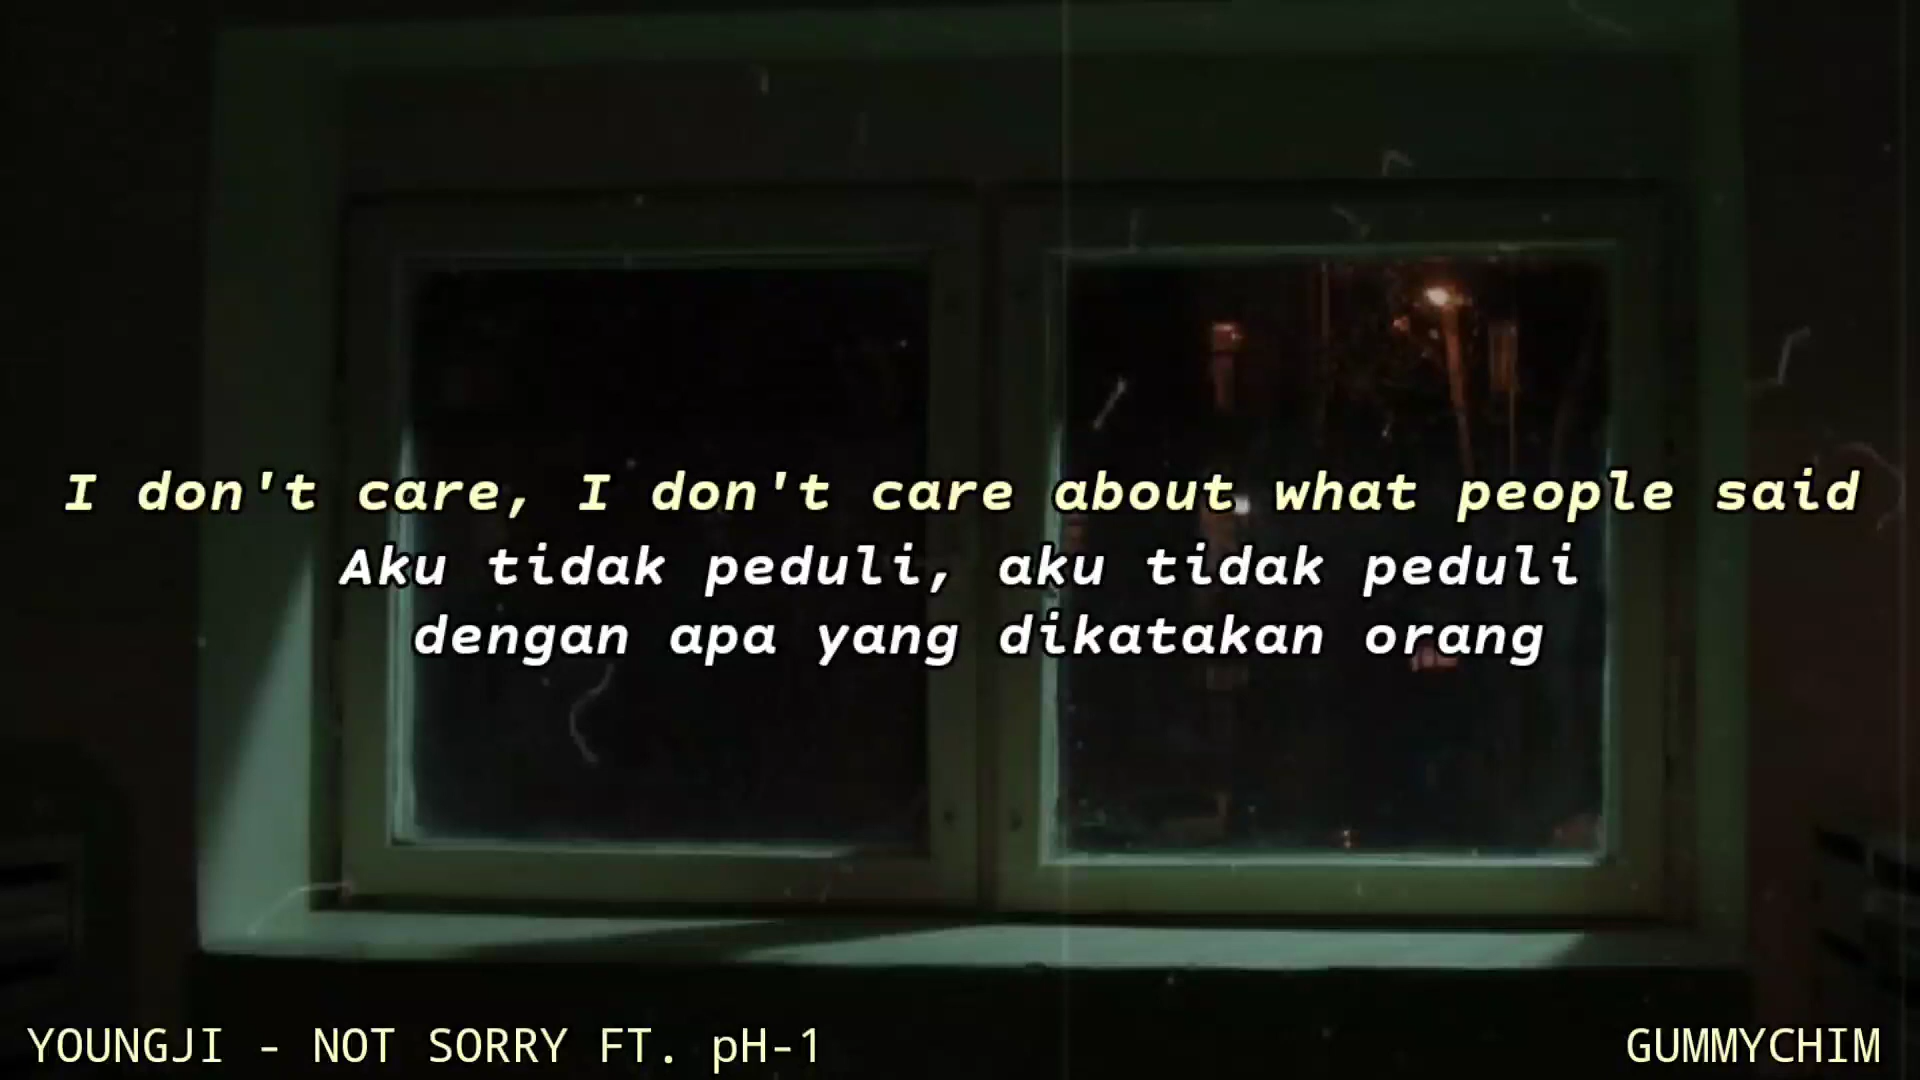 I don't care, I don't care about what people said
Aku tidak peduli, aku tidak peduli
dengan apa yang dikatakan orang
YOUNGJI - NOT SORRY FT. pH-1
GUMMYCHIM